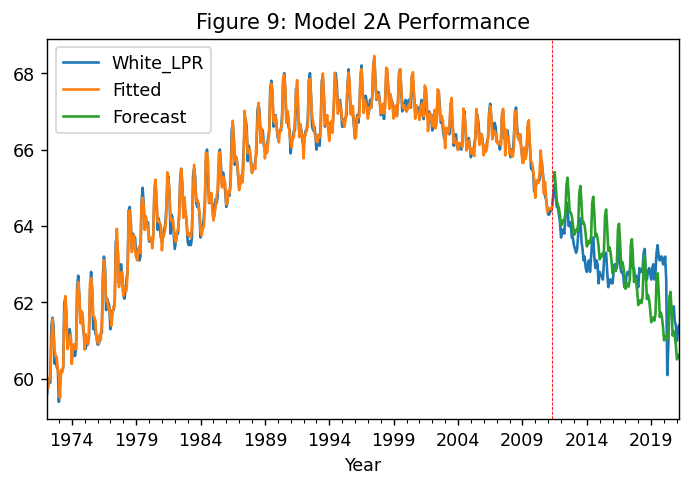 Figure 9: Model 2A Performance
White_LPR
Fitted
Forecast
68
66
64
62
60
1974 1979 1984 1989 1994 1999 2004 2009 2014 2019
Year